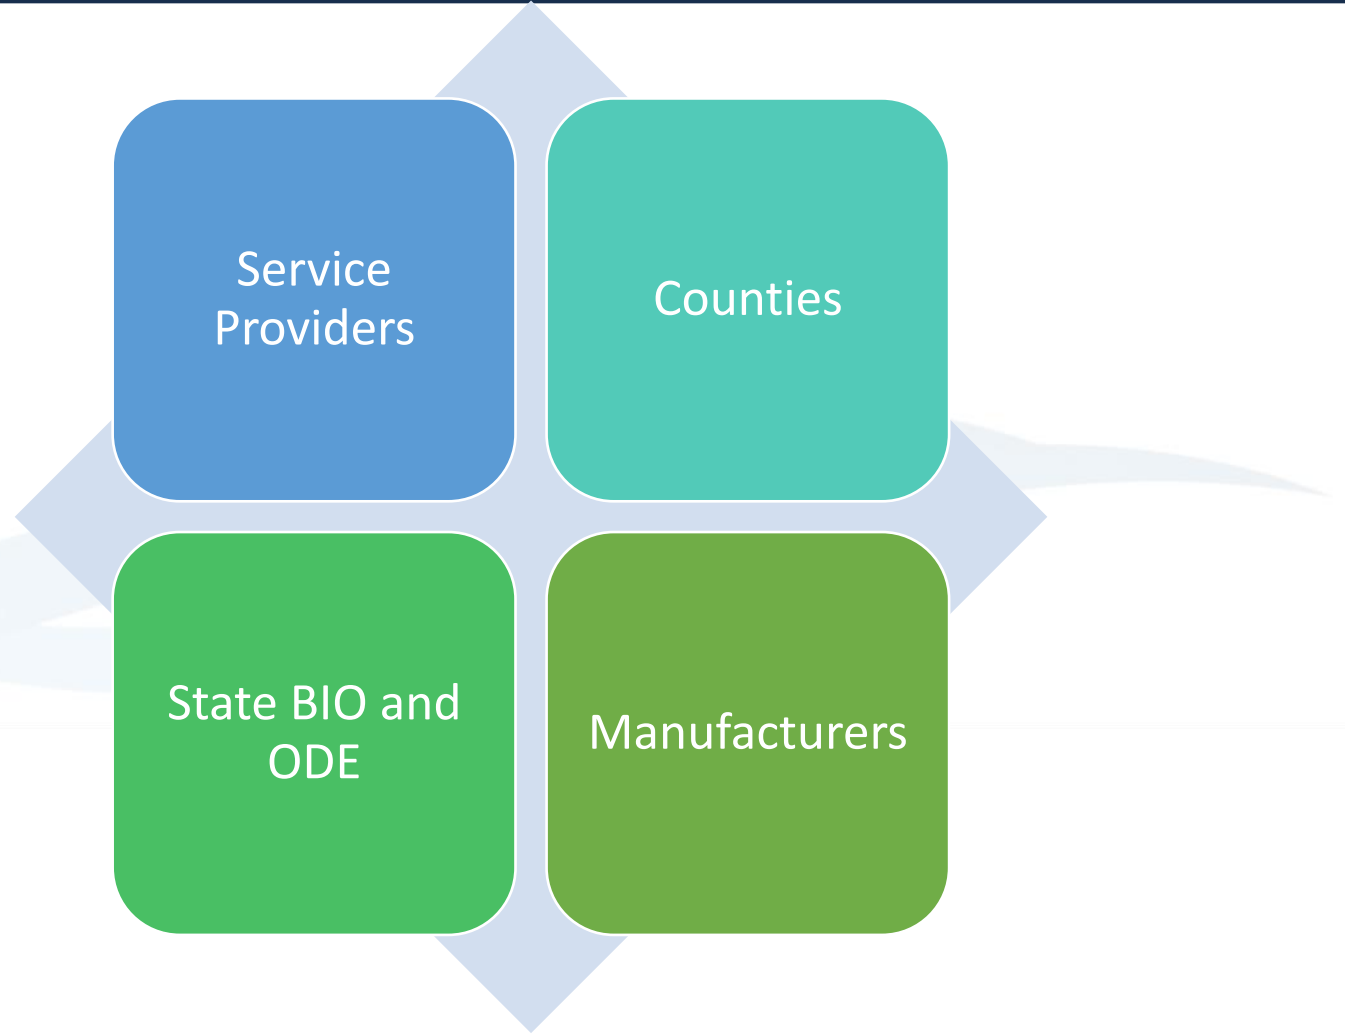 Service
Providers
Counties
State BIO and
ODE
Manufacturers